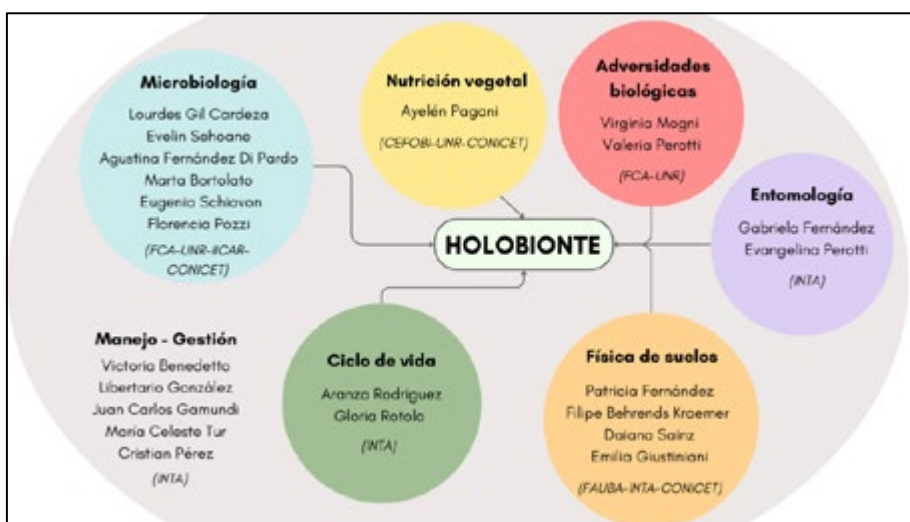 Microbiología
Lourdes Gil Cardeza
Evelin Sehoane
Agustina Fernández Di Pardo
Marta Bortolato
Eugenia Schiavon
Florencia Pozzi
(FCA-UNR-IICAR-
CONICET)
Nutrición vegetal
Ayelén Pagani
(CEFOBI-UNR-CONICET)
Adversidades
biológicas
Virginia Mogni
Valeria Perotti
(FCA-UNR)
Entomología
Gabriela Fernández
Evangelina Perotti
(INTA)
HOLOBIONTE
Manejo - Gestión
Victoria Benedetto
Libertario González
Juan Carlos Gamundi
María Celeste Tur
Cristian Pérez
(INTA)
Ciclo de vida
Aranza Rodríguez
Gloria Rotolo
(INTA)
Física de suelos
Patricia Fernández
Filipe Behrends Kraemer
Daiana Sainz
Emilia Giustiniani
(FAUBA-INTA-CONICET)